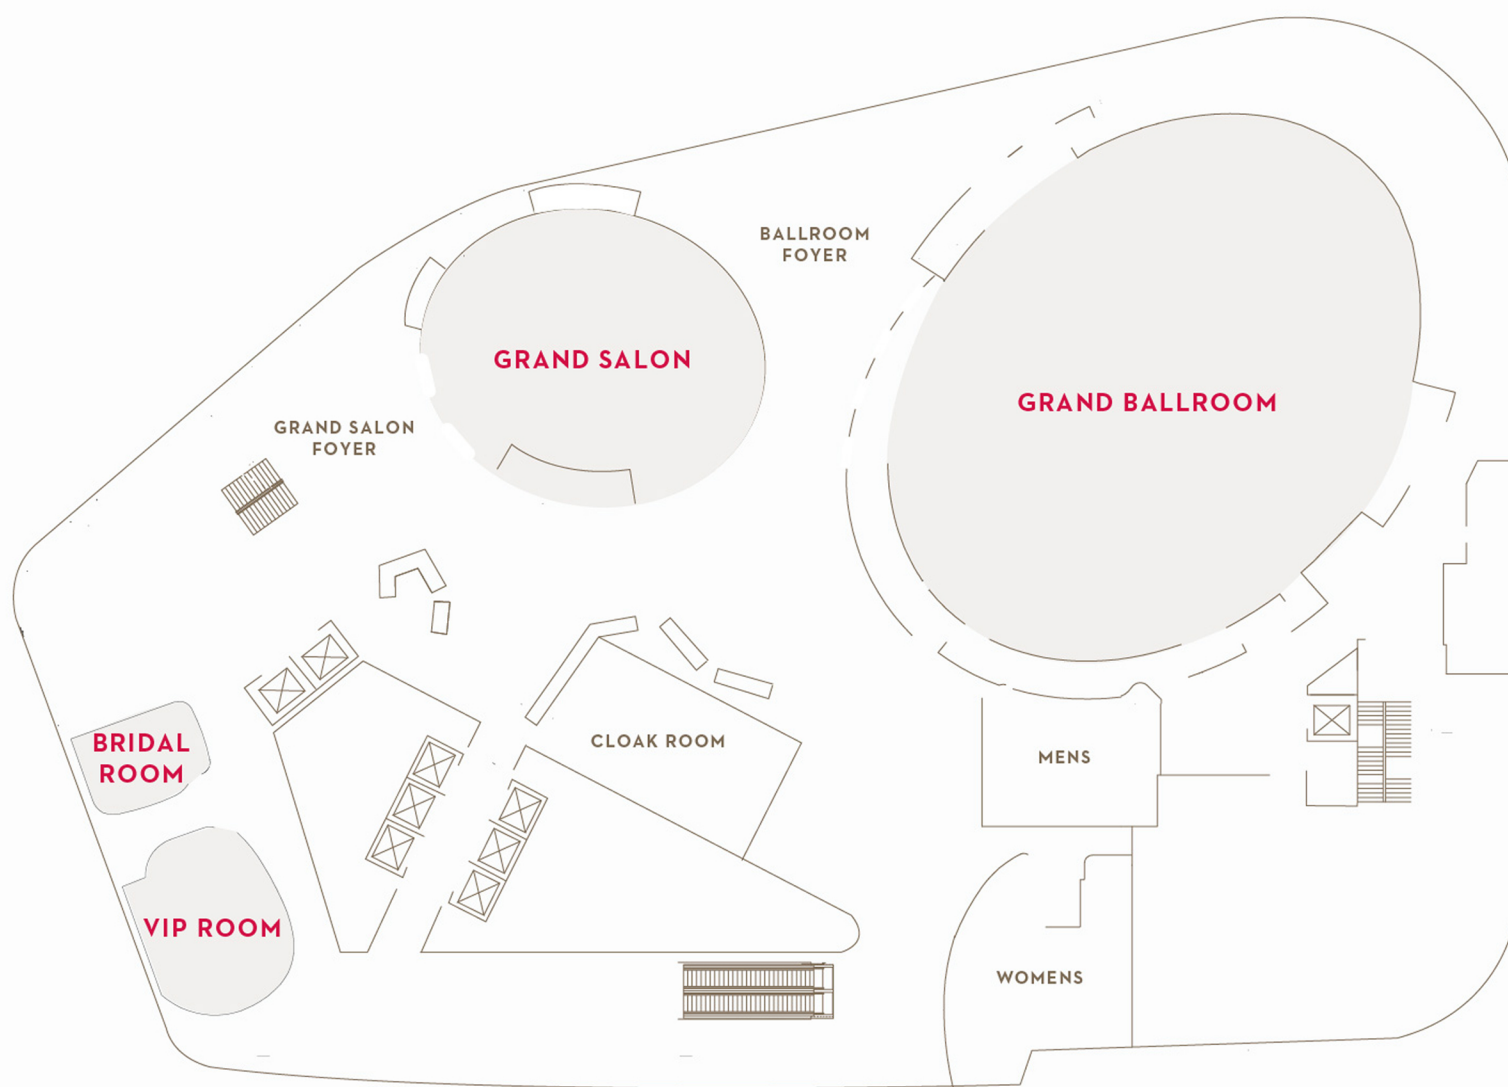 BALLROOM
FOYER
GRAND SALON
GRAND BALLROOM
GRAND SALON
FOYER
BRIDAL
ROOM
CLOAK ROOM
MENS
VIP ROOM
WOMENS